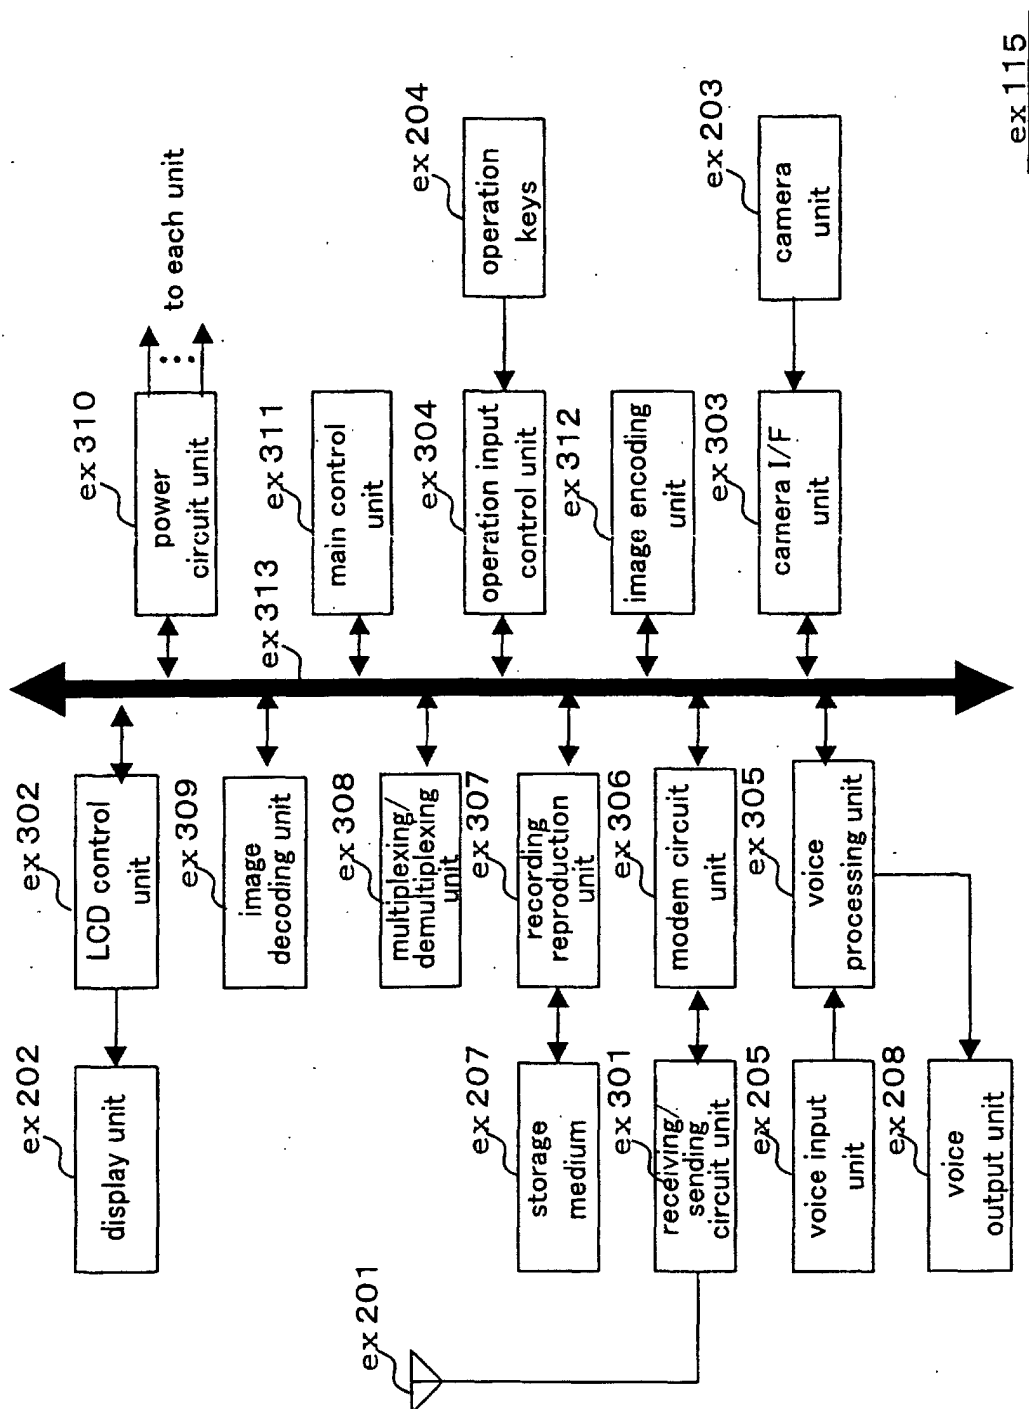 ex 115
to each unit
ex 310
power
circuit unit
ex 311
main control
unit
ex 204
operation
keys
ex 304
operation input
control unit
ex 312
image encoding
unit
ex 203
camera
unit
ex 303
camera I/F
unit
ex 313
ex 302
LCD control
unit
ex 202
display unit
ex 309
image
decoding unit
ex 308
multiplexing/
demultiplexing
unit
ex 307
recording
reproduction
unit
ex 207
storage
medium
ex 306
modem circuit
unit
ex 301
receiving/
sending
circuit unit
ex 201
ex 305
voice
processing unit
ex 205
voice input
unit
ex 208
voice
output unit